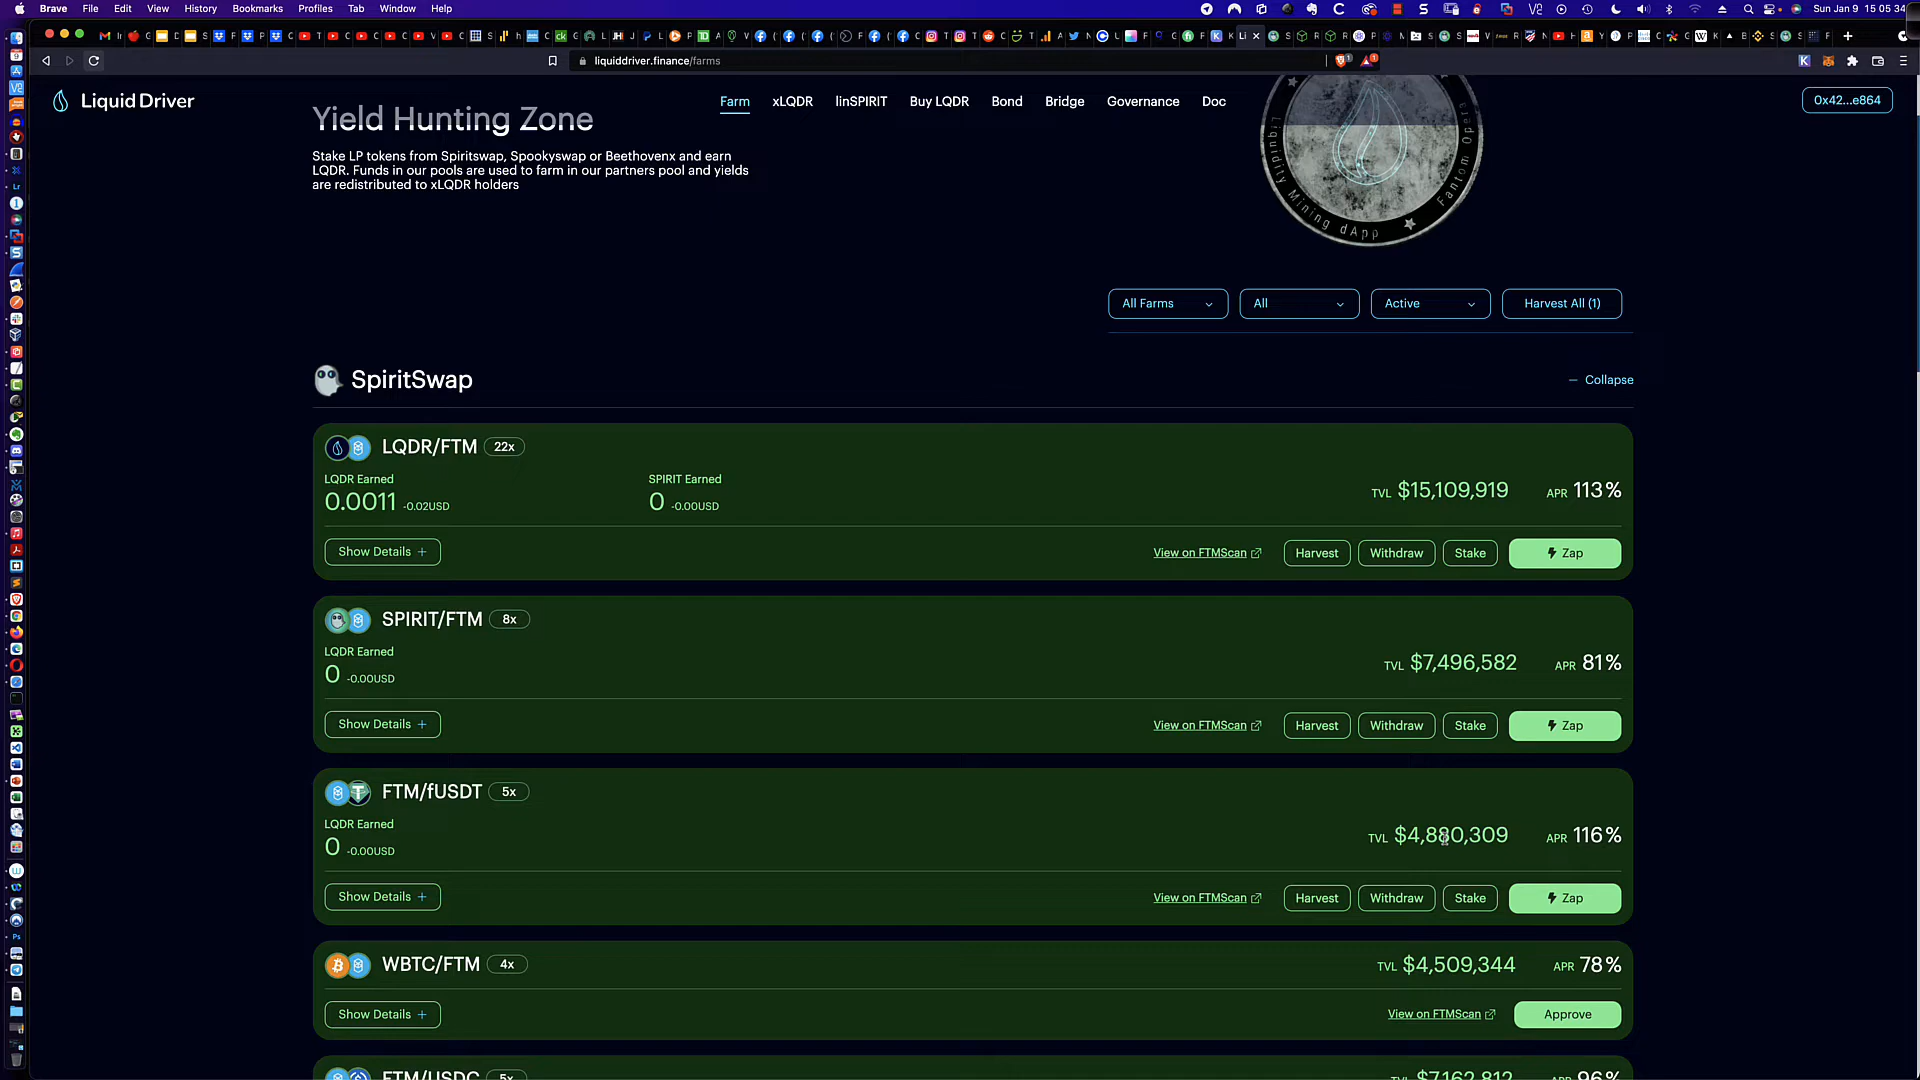 Brave File Edit View History Bookmarks Profiles Tab Window Help
Sun Jan 9 15 05 34
liquiddriver.finance/farms
Liquid Driver
Farm xLQDR linSPIRIT Buy LQDR Bond Bridge Governance Doc
0x42...e864
Yield Hunting Zone
Stake LP tokens from Spiritswap, Spookyswap or Beethovenx and earn
LQDR. Funds in our pools are used to farm in our partners pool and yields
are redistributed to xLQDR holders
Liquidity Mining dApp ★ Fantom Opera
All Farms All Active Harvest All (1)
SpiritSwap
— Collapse
LQDR/FTM 22x
LQDR Earned
0.0011 -0.02USD
SPIRIT Earned
0 -0.00USD
TVL $15,109,919 APR 113%
Show Details +
View on FTMScan Harvest Withdraw Stake Zap
SPIRIT/FTM 8x
LQDR Earned
0 -0.00USD
TVL $7,496,582 APR 81%
Show Details +
View on FTMScan Harvest Withdraw Stake Zap
FTM/fUSDT 5x
LQDR Earned
0 -0.00USD
TVL $4,880,309 APR 116%
Show Details +
View on FTMScan Harvest Withdraw Stake Zap
WBTC/FTM 4x
TVL $4,509,344 APR 78%
Show Details +
View on FTMScan Approve
FTM/USDC 5x
$7,162,812 96%